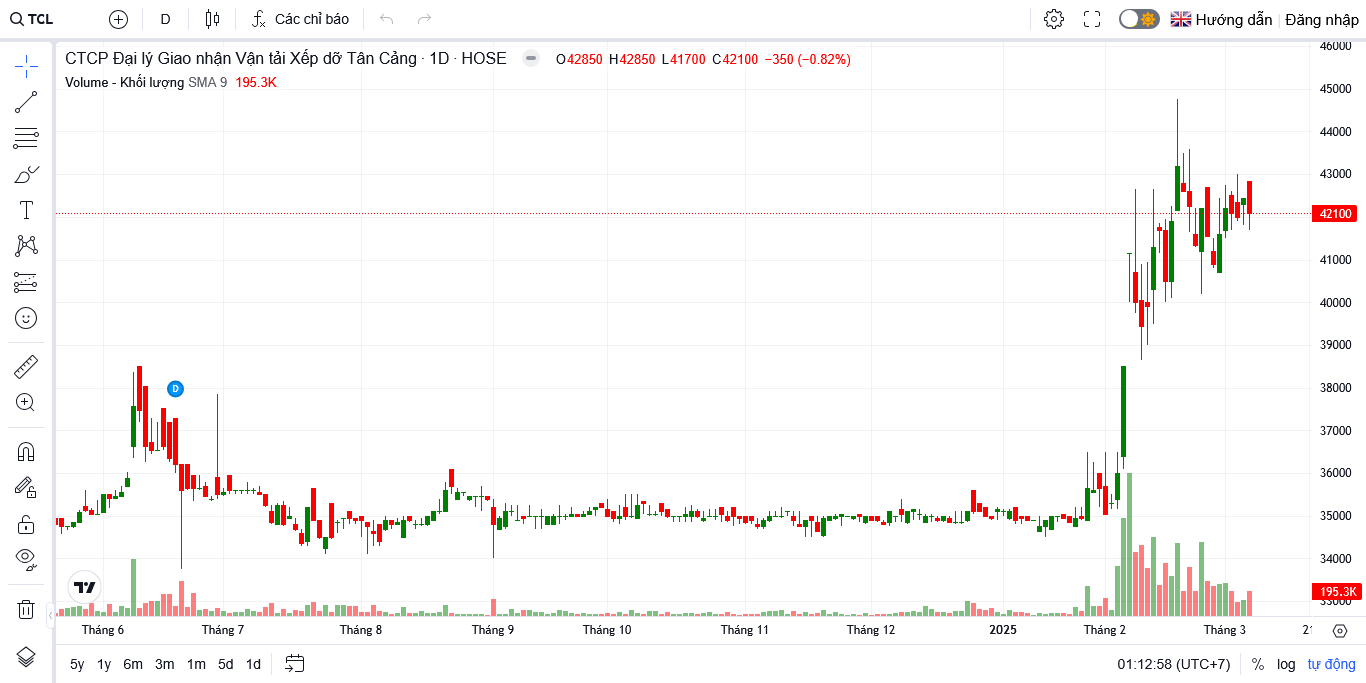 TCL D Các chỉ báo Hướng dẫn Đăng nhập
CTCP Đại lý Giao nhận Vận tải Xếp dỡ Tân Cảng · 1D · HOSE O42850 H42850 L41700 C42100 −350 (−0.82%)
Volume - Khối lượng SMA 9 195.3K
46000
45000
44000
43000
42100
41000
40000
39000
38000
D
37000
36000
35000
34000
195.3K
33000
Tháng 6 Tháng 7 Tháng 8 Tháng 9 Tháng 10 Tháng 11 Tháng 12 2025 Tháng 2 Tháng 3
5y 1y 6m 3m 1m 5d 1d 01:12:58 (UTC+7) % log tự động